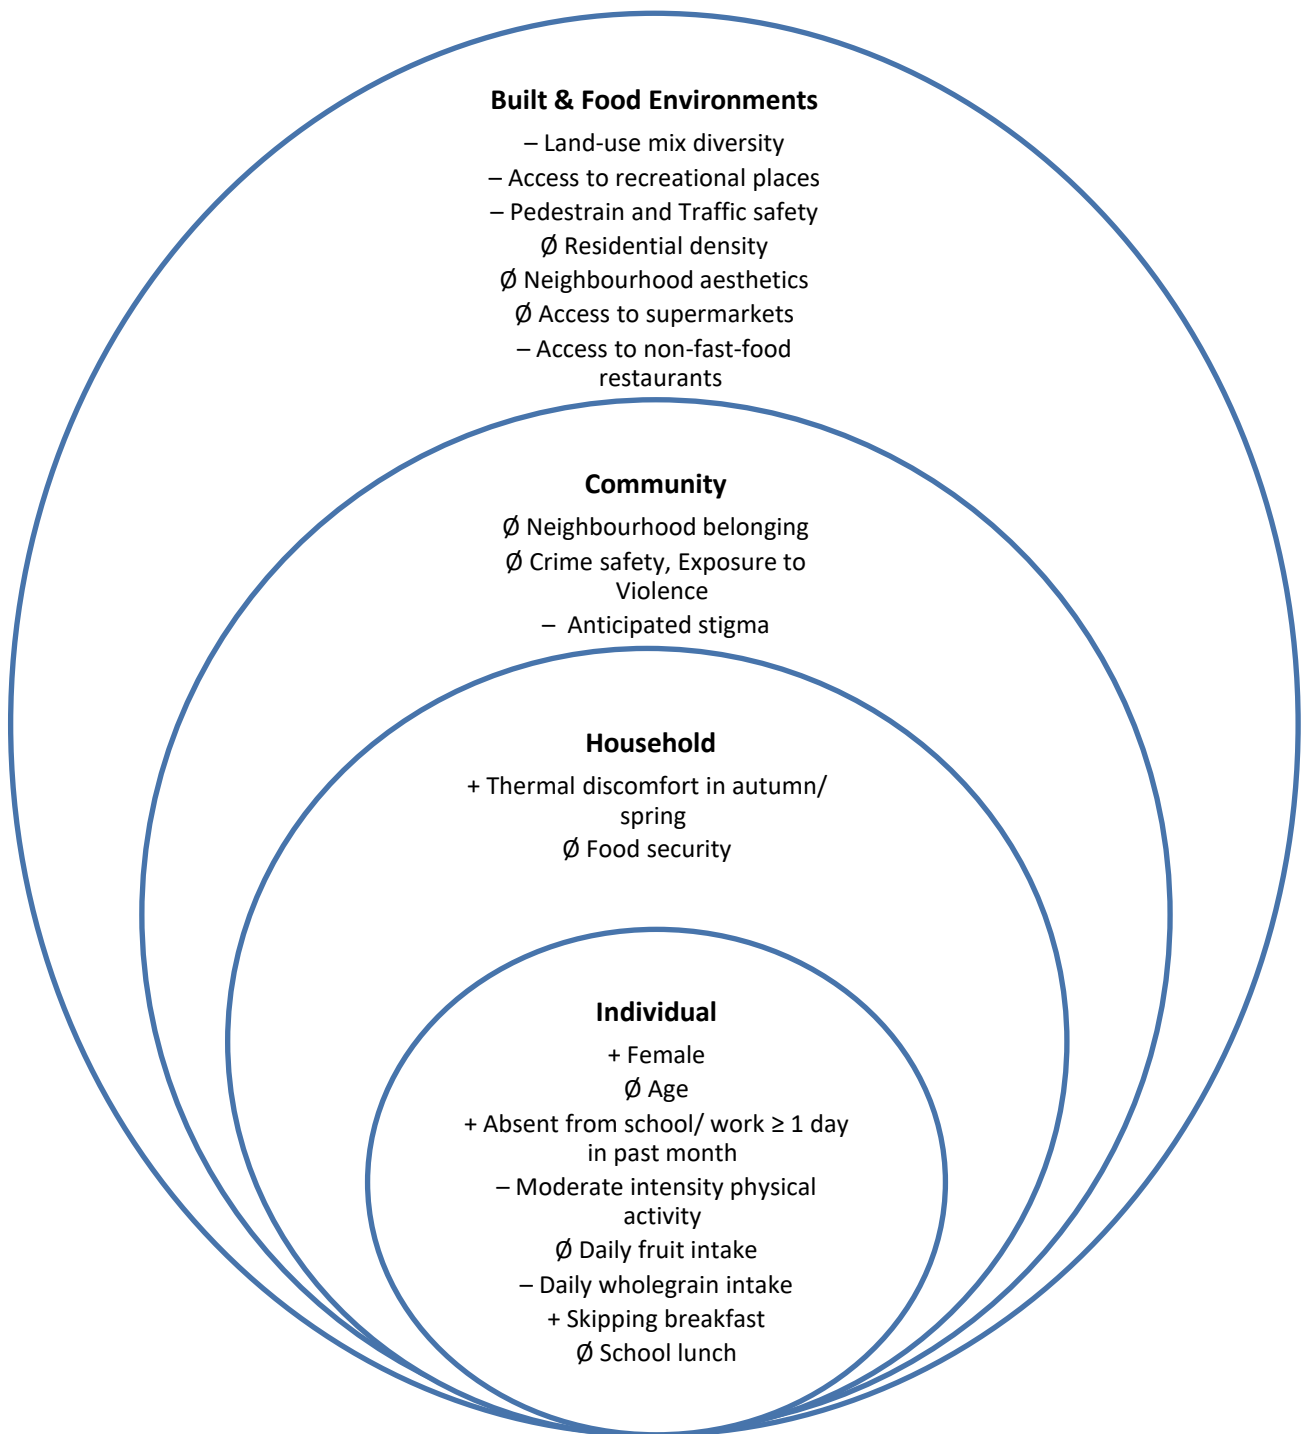 Built & Food Environments
– Land-use mix diversity
– Access to recreational places
– Pedestrain and Traffic safety
Ø Residential density
Ø Neighbourhood aesthetics
Ø Access to supermarkets
– Access to non-fast-food
restaurants
Community
Ø Neighbourhood belonging
Ø Crime safety, Exposure to
Violence
– Anticipated stigma
Household
+ Thermal discomfort in autumn/
spring
Ø Food security
Individual
+ Female
Ø Age
+ Absent from school/ work ≥ 1 day
in past month
– Moderate intensity physical
activity
Ø Daily fruit intake
– Daily wholegrain intake
+ Skipping breakfast
Ø School lunch